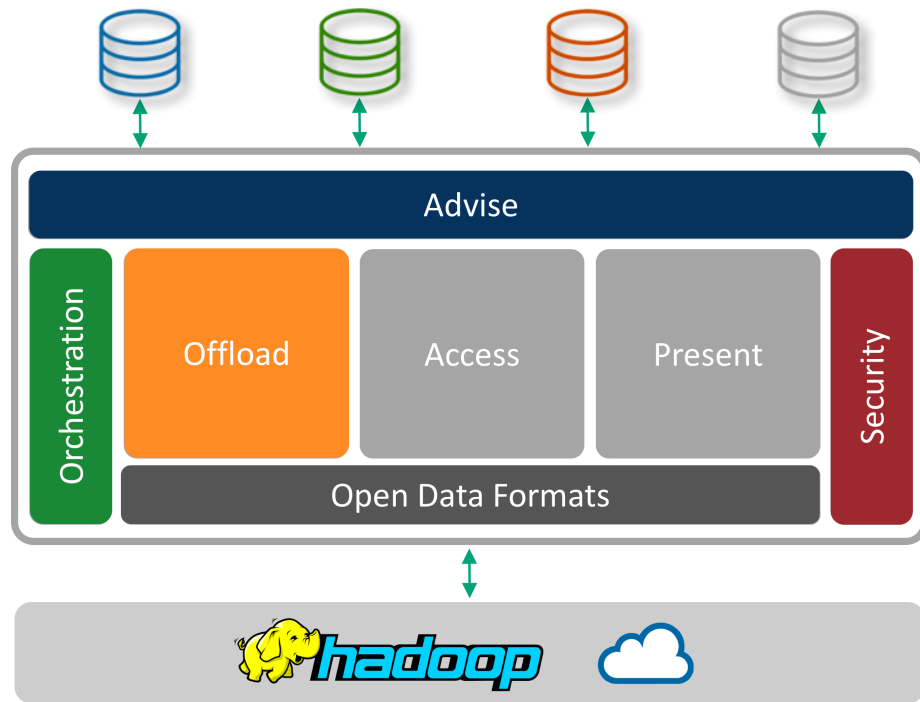 Advise
Orchestration
Offload
Access
Present
Security
Open Data Formats
hadoop